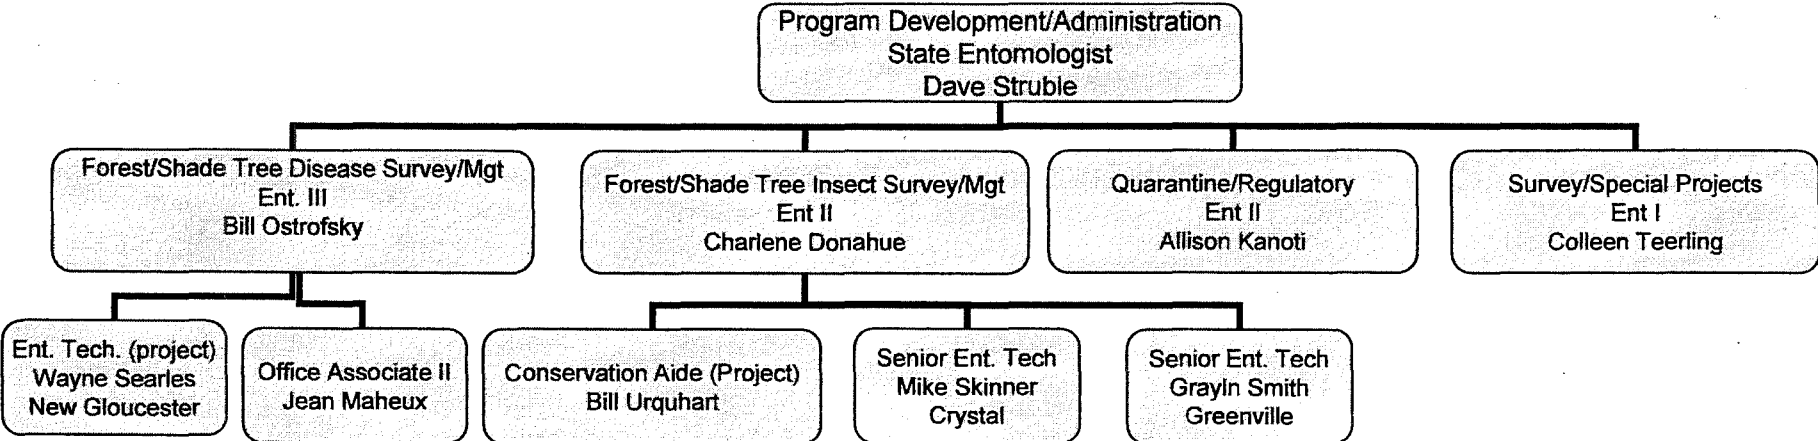 Program Development/Administration
State Entomologist
Dave Struble
Forest/Shade Tree Disease Survey/Mgt
Ent. III
Bill Ostrofsky
Forest/Shade Tree Insect Survey/Mgt
Ent II
Charlene Donahue
Quarantine/Regulatory
Ent II
Allison Kanoti
Survey/Special Projects
Ent I
Colleen Teerling
Ent. Tech. (project)
Wayne Searles
New Gloucester
Office Associate II
Jean Maheux
Conservation Aide (Project)
Bill Urquhart
Senior Ent. Tech
Mike Skinner
Crystal
Senior Ent. Tech
Grayln Smith
Greenville